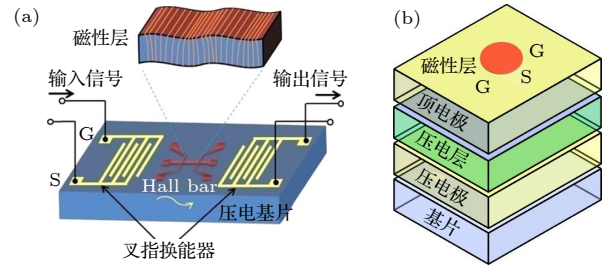 (a)
磁性层
输入信号
输出信号
G
S
Hall bar
压电基片
叉指换能器
(b)
G
磁性层
S
G
顶电极
压电层
压电极
基片